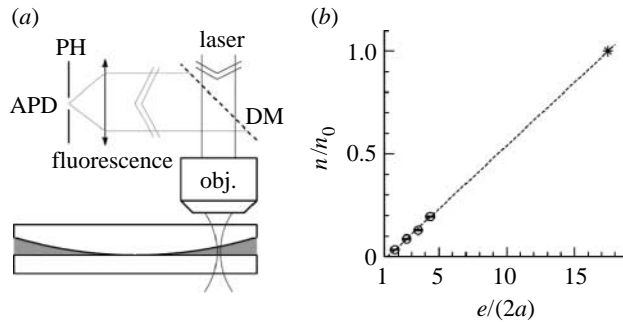 (a)
PH
laser
APD
DM
fluorescence
obj.
(b)
n/n0
1.0
0.5
0
1
5
10
15
e/(2a)